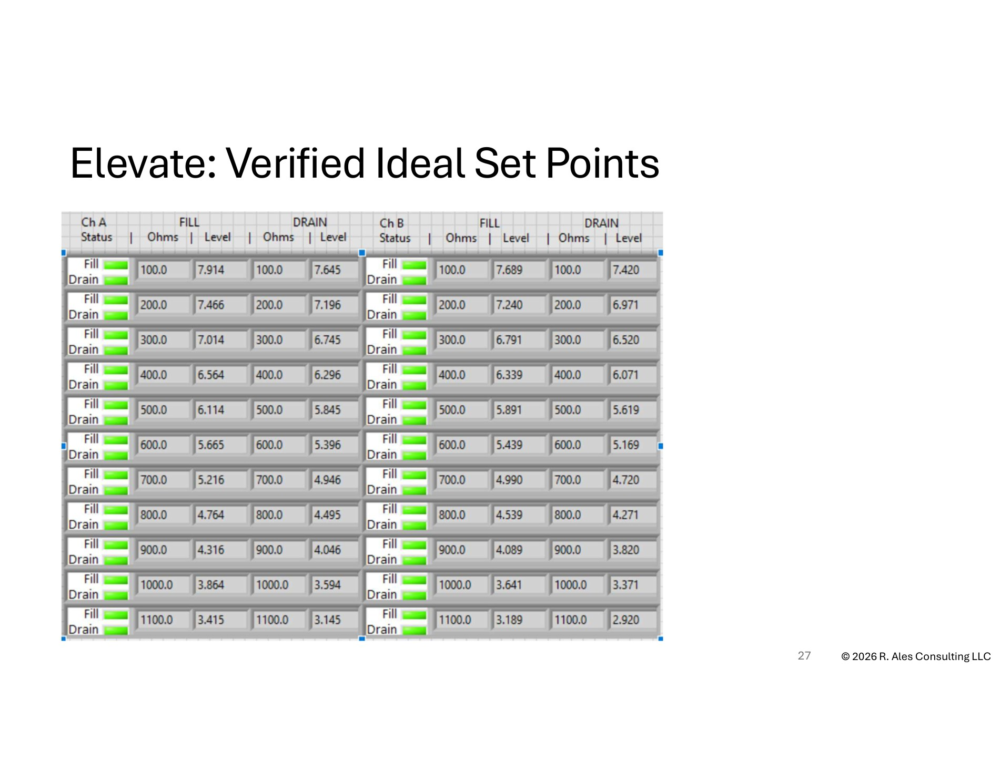 Elevate: Verified Ideal Set Points
Ch A FILL DRAIN Ch B FILL DRAIN
Status | Ohms | Level | Ohms | Level Status | Ohms | Level | Ohms | Level
Fill Drain 100.0 7.914 100.0 7.645 Fill Drain 100.0 7.689 100.0 7.420
Fill Drain 200.0 7.466 200.0 7.196 Fill Drain 200.0 7.240 200.0 6.971
Fill Drain 300.0 7.014 300.0 6.745 Fill Drain 300.0 6.791 300.0 6.520
Fill Drain 400.0 6.564 400.0 6.296 Fill Drain 400.0 6.339 400.0 6.071
Fill Drain 500.0 6.114 500.0 5.845 Fill Drain 500.0 5.891 500.0 5.619
Fill Drain 600.0 5.665 600.0 5.396 Fill Drain 600.0 5.439 600.0 5.169
Fill Drain 700.0 5.216 700.0 4.946 Fill Drain 700.0 4.990 700.0 4.720
Fill Drain 800.0 4.764 800.0 4.495 Fill Drain 800.0 4.539 800.0 4.271
Fill Drain 900.0 4.316 900.0 4.046 Fill Drain 900.0 4.089 900.0 3.820
Fill Drain 1000.0 3.864 1000.0 3.594 Fill Drain 1000.0 3.641 1000.0 3.371
Fill Drain 1100.0 3.415 1100.0 3.145 Fill Drain 1100.0 3.189 1100.0 2.920
27 © 2026 R. Ales Consulting LLC